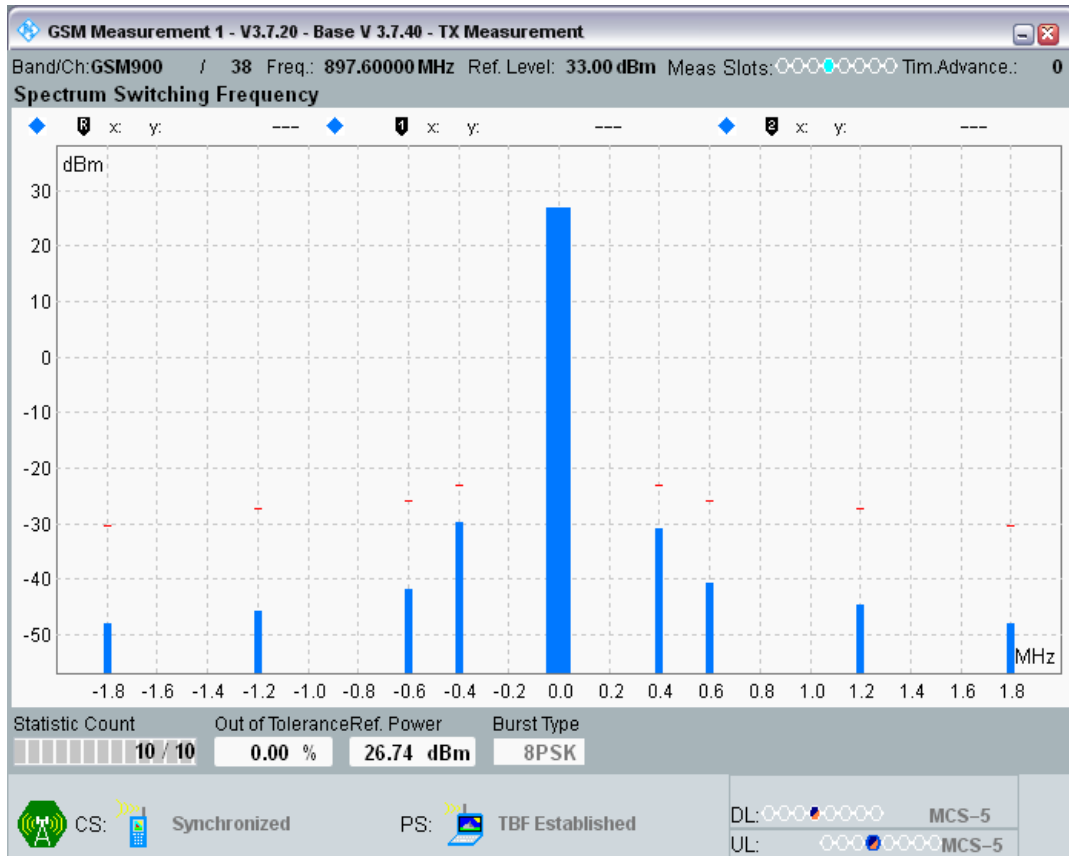 GSM Measurement 1 - V3.7.20 - Base V 3.7.40 - TX Measurement
Band/Ch:GSM900 / 38 Freq.: 897.60000 MHz Ref. Level: 33.00 dBm Meas Slots: Tim.Advance.: 0
Spectrum Switching Frequency
R x: y: --- 1 x: y: --- 2 x: y: ---
dBm
30
20
10
0
-10
-20
-30
-40
-50
MHz
-1.8 -1.6 -1.4 -1.2 -1.0 -0.8 -0.6 -0.4 -0.2 0.0 0.2 0.4 0.6 0.8 1.0 1.2 1.4 1.6 1.8
Statistic Count Out of Tolerance Ref. Power Burst Type
10 / 10 0.00 % 26.74 dBm 8PSK
CS: Synchronized PS: TBF Established DL: MCS-5
UL: MCS-5